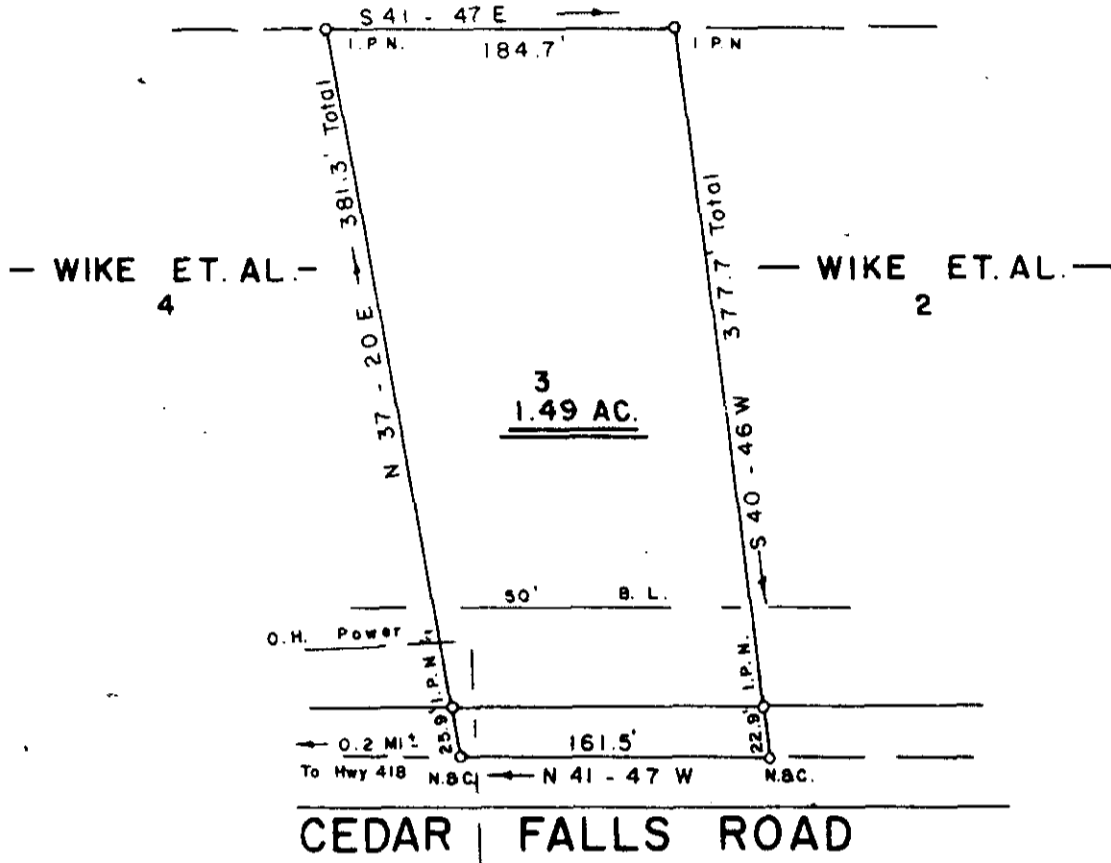 S 41 - 47 E
I.P.N.
184.7'
I P N
N 37 - 20 E 381.3' Total
S 40 - 46 W 377.7' Total
- WIKE ET. AL. -
4
— WIKE ET. AL. —
2
3
1.49 AC.
50' B. L.
O.H. Power
I.P.N.
I.P.N.
25.9'
22.9'
0.2 MI±
161.5'
To Hwy 418
N.&C.
N 41 - 47 W
N.&C.
CEDAR FALLS ROAD